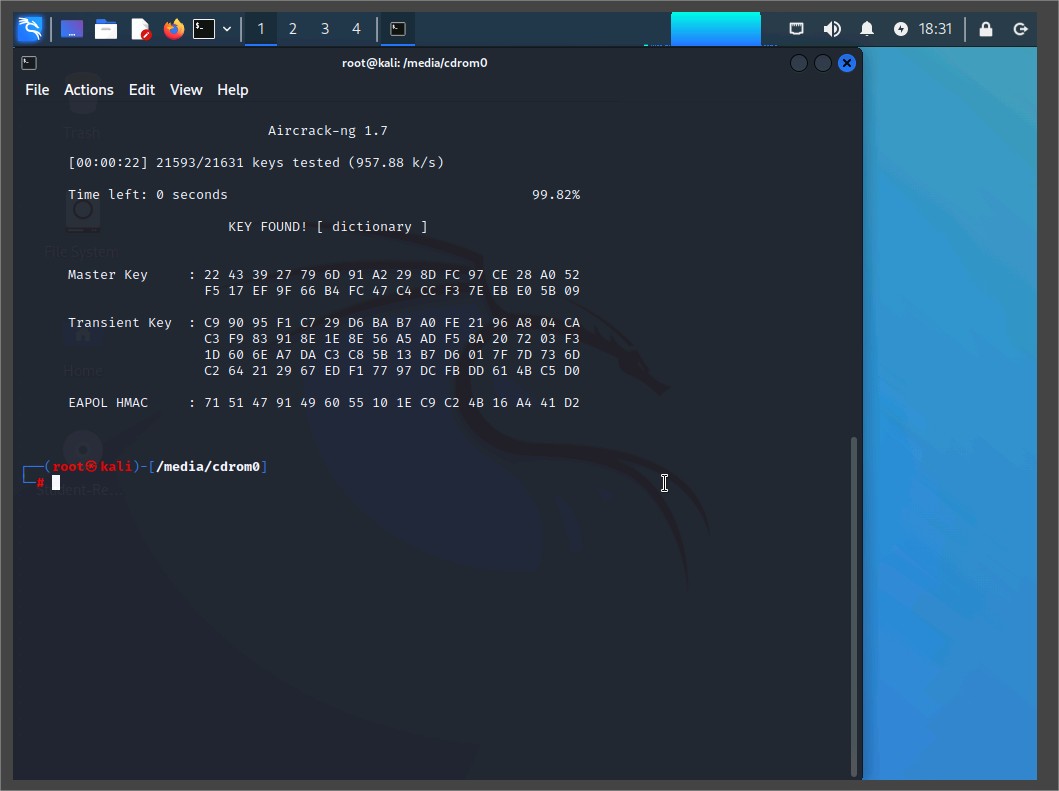 1 2 3 4 18:31
root@kali: /media/cdrom0
File Actions Edit View Help
Aircrack-ng 1.7
[00:00:22] 21593/21631 keys tested (957.88 k/s)
Time left: 0 seconds 99.82%
KEY FOUND! [ dictionary ]
Master Key : 22 43 39 27 79 6D 91 A2 29 8D FC 97 CE 28 A0 52
F5 17 EF 9F 66 B4 FC 47 C4 CC F3 7E EB E0 5B 09
Transient Key : C9 90 95 F1 C7 29 D6 BA B7 A0 FE 21 96 A8 04 CA
C3 F9 83 91 8E 1E 8E 56 A5 AD F5 8A 20 72 03 F3
1D 60 6E A7 DA C3 C8 5B 13 B7 D6 01 7F 7D 73 6D
C2 64 21 29 67 ED F1 77 97 DC FB DD 61 4B C5 D0
EAPOL HMAC : 71 51 47 91 49 60 55 10 1E C9 C2 4B 16 A4 41 D2
(root㉿kali)-[/media/cdrom0]
#
Trash
File System
Home